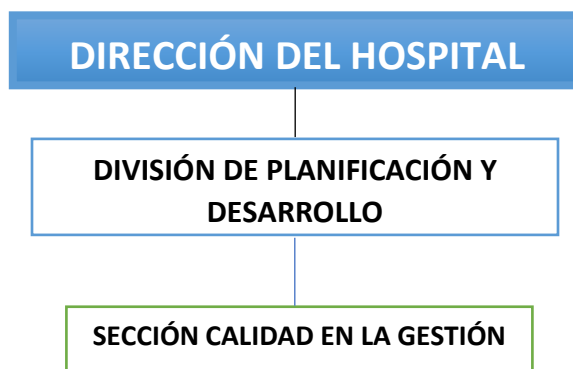 DIRECCIÓN DEL HOSPITAL
DIVISIÓN DE PLANIFICACIÓN Y
DESARROLLO
SECCIÓN CALIDAD EN LA GESTIÓN